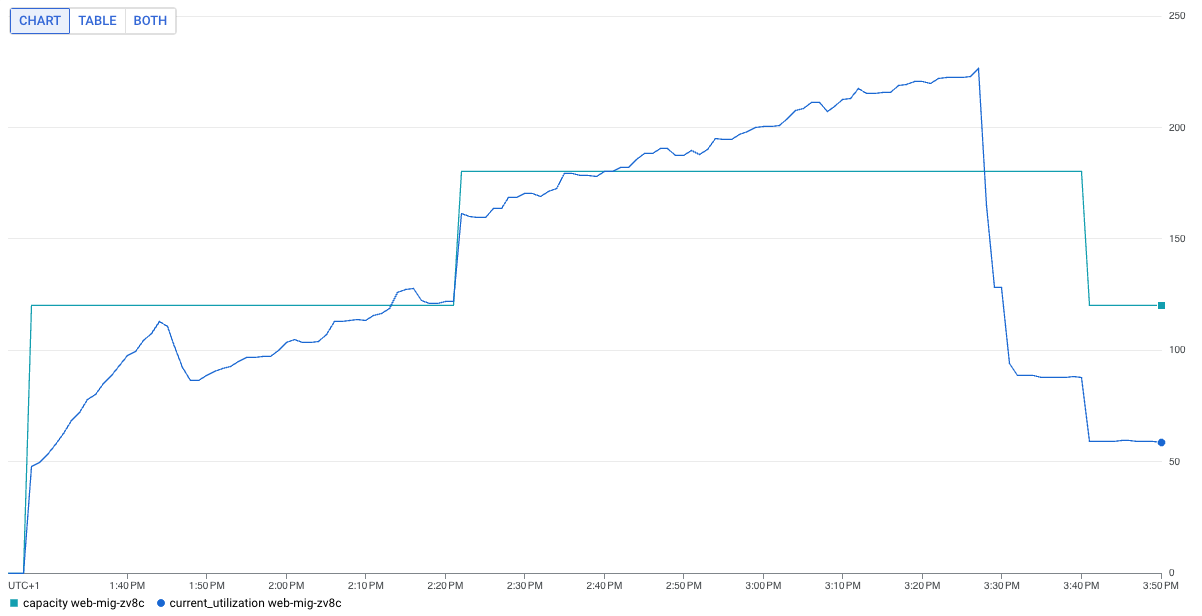 CHART TABLE BOTH
250
200
150
100
50
0
UTC+1 1:40 PM 1:50 PM 2:00 PM 2:10 PM 2:20 PM 2:30 PM 2:40 PM 2:50 PM 3:00 PM 3:10 PM 3:20 PM 3:30 PM 3:40 PM 3:50 PM
capacity web-mig-zv8c current_utilization web-mig-zv8c